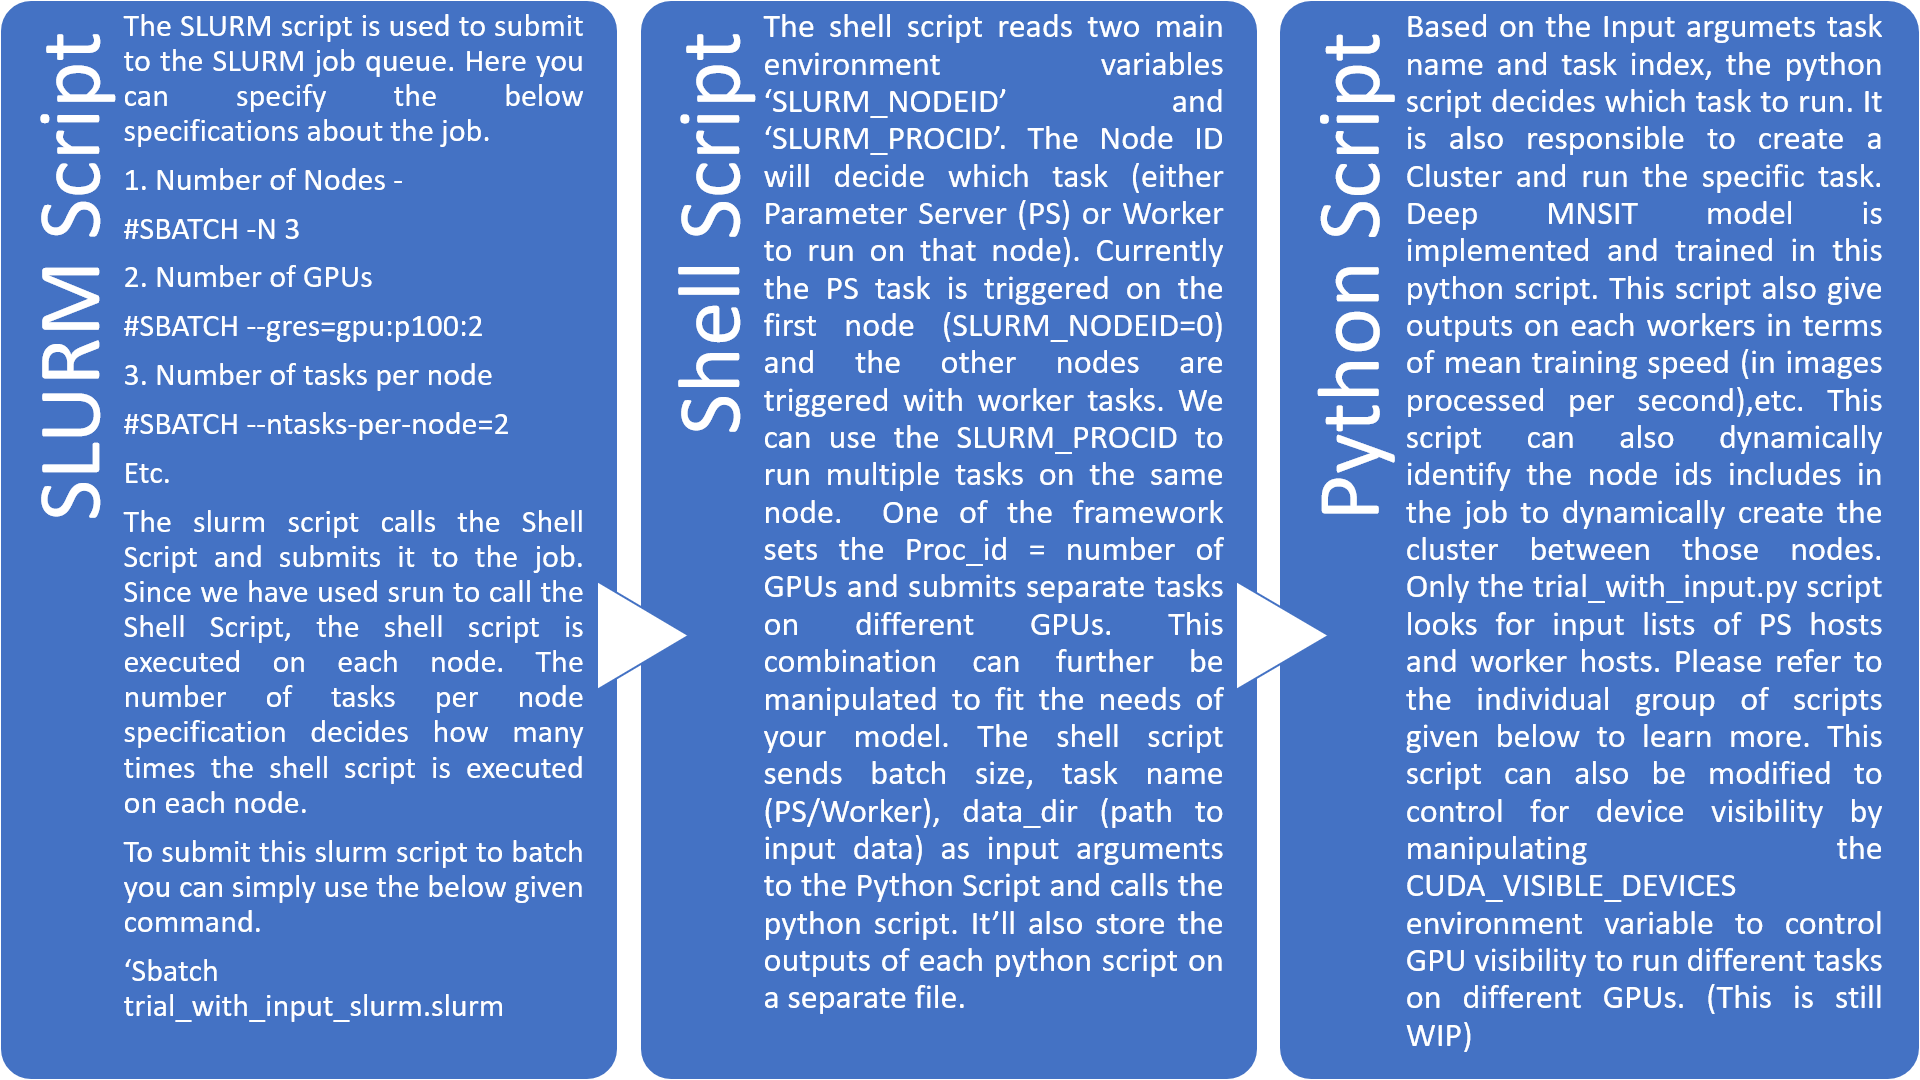 SLURM Script
The SLURM script is used to submit
to the SLURM job queue. Here you
can specify the below
specifications about the job.
1. Number of Nodes -
#SBATCH -N 3
2. Number of GPUs
#SBATCH --gres=gpu:p100:2
3. Number of tasks per node
#SBATCH --ntasks-per-node=2
Etc.
The slurm script calls the Shell
Script and submits it to the job.
Since we have used srun to call the
Shell Script, the shell script is
executed on each node. The
number of tasks per node
specification decides how many
times the shell script is executed
on each node.
To submit this slurm script to batch
you can simply use the below given
command.
‘Sbatch
trial_with_input_slurm.slurm
Shell Script
The shell script reads two main
environment variables
‘SLURM_NODEID’ and
‘SLURM_PROCID’. The Node ID
will decide which task (either
Parameter Server (PS) or Worker
to run on that node). Currently
the PS task is triggered on the
first node (SLURM_NODEID=0)
and the other nodes are
triggered with worker tasks. We
can use the SLURM_PROCID to
run multiple tasks on the same
node. One of the framework
sets the Proc_id = number of
GPUs and submits separate tasks
on different GPUs. This
combination can further be
manipulated to fit the needs of
your model. The shell script
sends batch size, task name
(PS/Worker), data_dir (path to
input data) as input arguments
to the Python Script and calls the
python script. It’ll also store the
outputs of each python script on
a separate file.
Python Script
Based on the Input argumets task
name and task index, the python
script decides which task to run. It
is also responsible to create a
Cluster and run the specific task.
Deep MNSIT model is
implemented and trained in this
python script. This script also give
outputs on each workers in terms
of mean training speed (in images
processed per second),etc. This
script can also dynamically
identify the node ids includes in
the job to dynamically create the
cluster between those nodes.
Only the trial_with_input.py script
looks for input lists of PS hosts
and worker hosts. Please refer to
the individual group of scripts
given below to learn more. This
script can also be modified to
control for device visibility by
manipulating the
CUDA_VISIBLE_DEVICES
environment variable to control
GPU visibility to run different tasks
on different GPUs. (This is still
WIP)